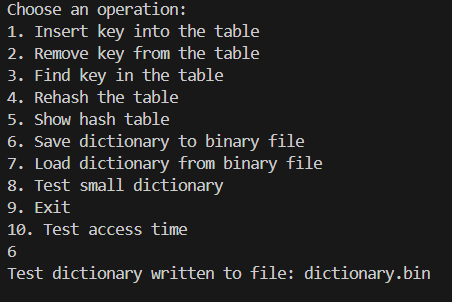 Choose an operation:
1. Insert key into the table
2. Remove key from the table
3. Find key in the table
4. Rehash the table
5. Show hash table
6. Save dictionary to binary file
7. Load dictionary from binary file
8. Test small dictionary
9. Exit
10. Test access time
6
Test dictionary written to file: dictionary.bin